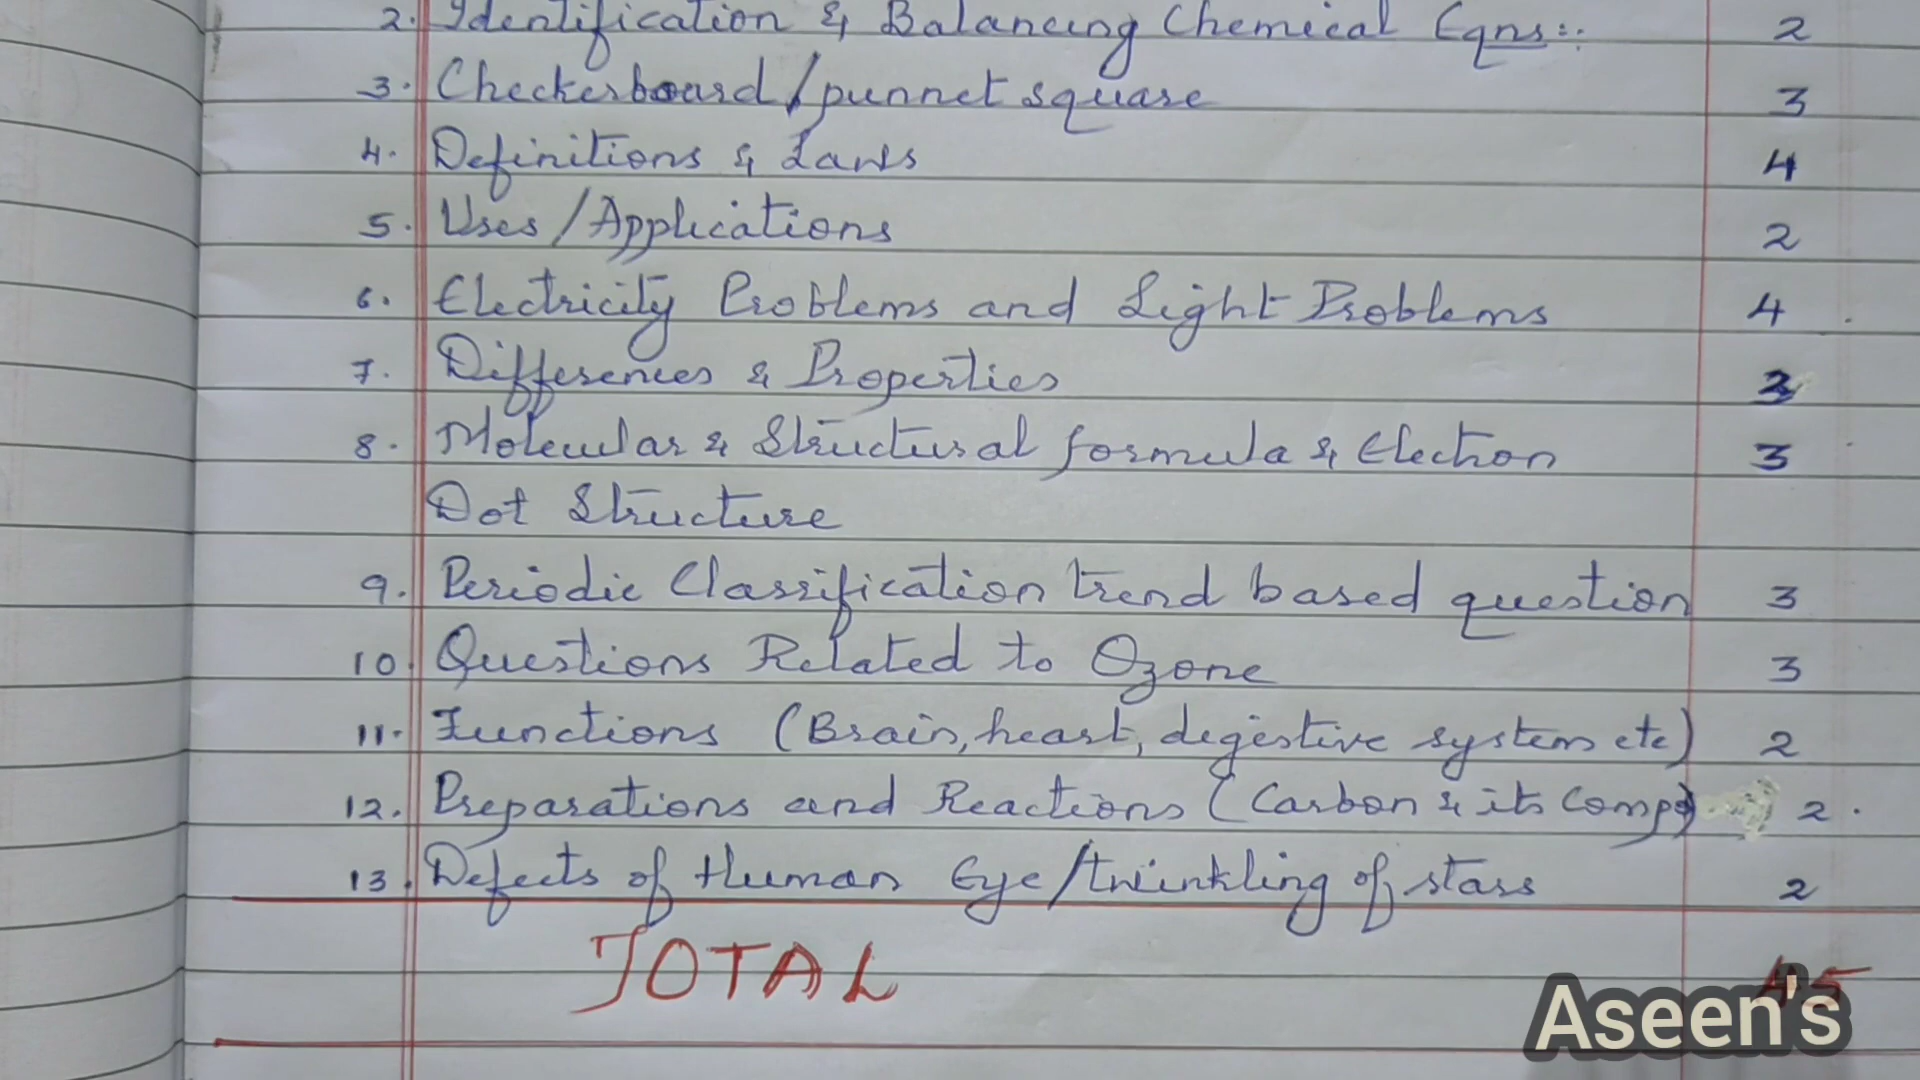 2. Identification & Balancing Chemical Eqns:. 2
3. Checkerboard/punnet square 3
4. Definitions & Laws 4
5. Uses/Applications 2
6. Electricity Problems and Light Problems 4
7. Differences & Properties
8. Molecular & Structural formula & Electron 3
Dot Structure
9. Periodic Classification trend based question 3
10. Questions Related to Ozone 3
11. Functions (Brain, heart, digestive system etc) 2
12. Preparations and Reactions (Carbon & its Comp) 2
13. Defects of Human Eye/twinkling of stars 2
TOTAL 45
Aseen's